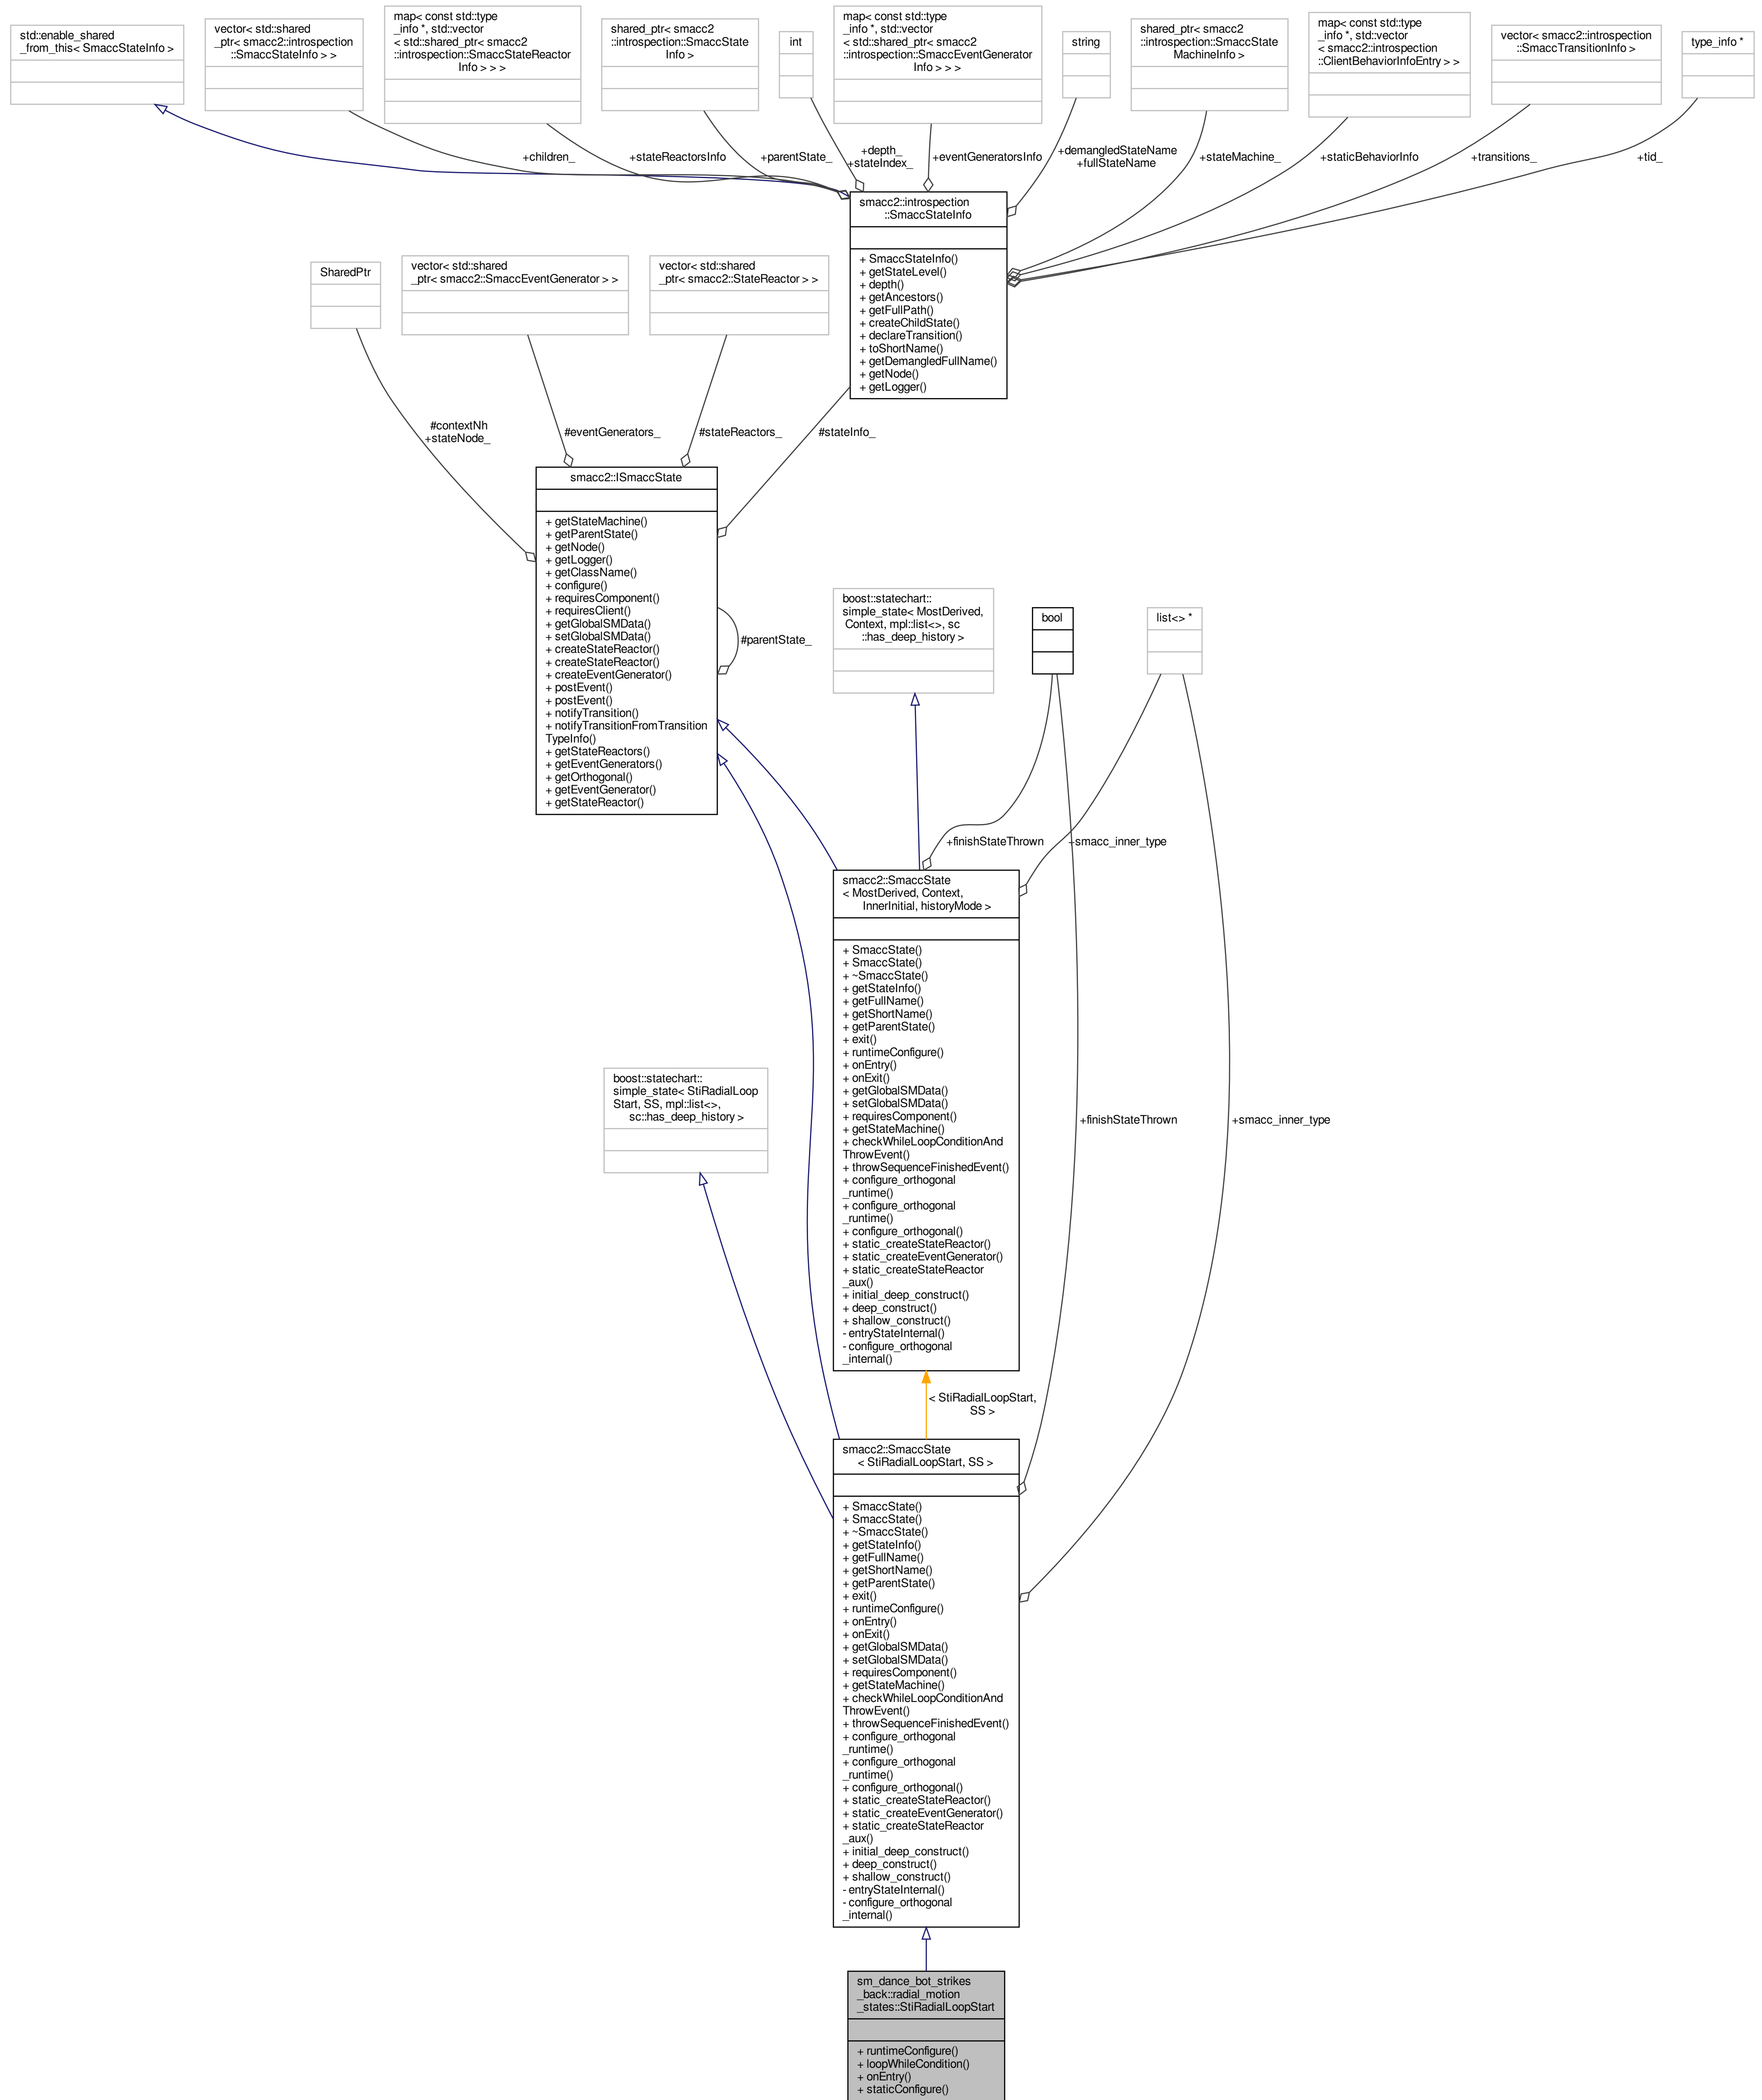 std::enable_shared
_from_this< SmaccStateInfo >
vector< std::shared
_ptr< smacc2::introspection
::SmaccStateInfo > >
map< const std::type
_info *, std::vector
< std::shared_ptr< smacc2
::introspection::SmaccStateReactor
Info > > >
shared_ptr< smacc2
::introspection::SmaccState
Info >
int
map< const std::type
_info *, std::vector
< std::shared_ptr< smacc2
::introspection::SmaccEventGenerator
Info > > >
string
shared_ptr< smacc2
::introspection::SmaccState
MachineInfo >
map< const std::type
_info *, std::vector
< smacc2::introspection
::ClientBehaviorInfoEntry > >
vector< smacc2::introspection
::SmaccTransitionInfo >
type_info *
+children_
+stateReactorsInfo
+parentState_
+depth_
+stateIndex_
+eventGeneratorsInfo
+demangledStateName
+fullStateName
+stateMachine_
+staticBehaviorInfo
+transitions_
+tid_
smacc2::introspection
::SmaccStateInfo
+ SmaccStateInfo()
+ getStateLevel()
+ depth()
+ getAncestors()
+ getFullPath()
+ createChildState()
+ declareTransition()
+ toShortName()
+ getDemangledFullName()
+ getNode()
+ getLogger()
SharedPtr
vector< std::shared
_ptr< smacc2::SmaccEventGenerator > >
vector< std::shared
_ptr< smacc2::StateReactor > >
#contextNh
+stateNode_
#eventGenerators_
#stateReactors_
#stateInfo_
smacc2::ISmaccState
+ getStateMachine()
+ getParentState()
+ getNode()
+ getLogger()
+ getClassName()
+ configure()
+ requiresComponent()
+ requiresClient()
+ getGlobalSMData()
+ setGlobalSMData()
+ createStateReactor()
+ createStateReactor()
+ createEventGenerator()
+ postEvent()
+ postEvent()
+ notifyTransition()
+ notifyTransitionFromTransition
TypeInfo()
+ getStateReactors()
+ getEventGenerators()
+ getOrthogonal()
+ getEventGenerator()
+ getStateReactor()
#parentState_
boost::statechart::
simple_state< MostDerived,
Context, mpl::list<>, sc
::has_deep_history >
bool
list<> *
+finishStateThrown
+smacc_inner_type
smacc2::SmaccState
< MostDerived, Context,
InnerInitial, historyMode >
+ SmaccState()
+ SmaccState()
+ ~SmaccState()
+ getStateInfo()
+ getFullName()
+ getShortName()
+ getParentState()
+ exit()
+ runtimeConfigure()
+ onEntry()
+ onExit()
+ getGlobalSMData()
+ setGlobalSMData()
+ requiresComponent()
+ getStateMachine()
+ checkWhileLoopConditionAnd
ThrowEvent()
+ throwSequenceFinishedEvent()
+ configure_orthogonal
_runtime()
+ configure_orthogonal
_runtime()
+ configure_orthogonal()
+ static_createStateReactor()
+ static_createEventGenerator()
+ static_createStateReactor
_aux()
+ initial_deep_construct()
+ deep_construct()
+ shallow_construct()
- entryStateInternal()
- configure_orthogonal
_internal()
boost::statechart::
simple_state< StiRadialLoop
Start, SS, mpl::list<>,
sc::has_deep_history >
+finishStateThrown
+smacc_inner_type
< StiRadialLoopStart,
SS >
smacc2::SmaccState
< StiRadialLoopStart, SS >
+ SmaccState()
+ SmaccState()
+ ~SmaccState()
+ getStateInfo()
+ getFullName()
+ getShortName()
+ getParentState()
+ exit()
+ runtimeConfigure()
+ onEntry()
+ onExit()
+ getGlobalSMData()
+ setGlobalSMData()
+ requiresComponent()
+ getStateMachine()
+ checkWhileLoopConditionAnd
ThrowEvent()
+ throwSequenceFinishedEvent()
+ configure_orthogonal
_runtime()
+ configure_orthogonal
_runtime()
+ configure_orthogonal()
+ static_createStateReactor()
+ static_createEventGenerator()
+ static_createStateReactor
_aux()
+ initial_deep_construct()
+ deep_construct()
+ shallow_construct()
- entryStateInternal()
- configure_orthogonal
_internal()
sm_dance_bot_strikes
_back::radial_motion
_states::StiRadialLoopStart
+ runtimeConfigure()
+ loopWhileCondition()
+ onEntry()
+ staticConfigure()